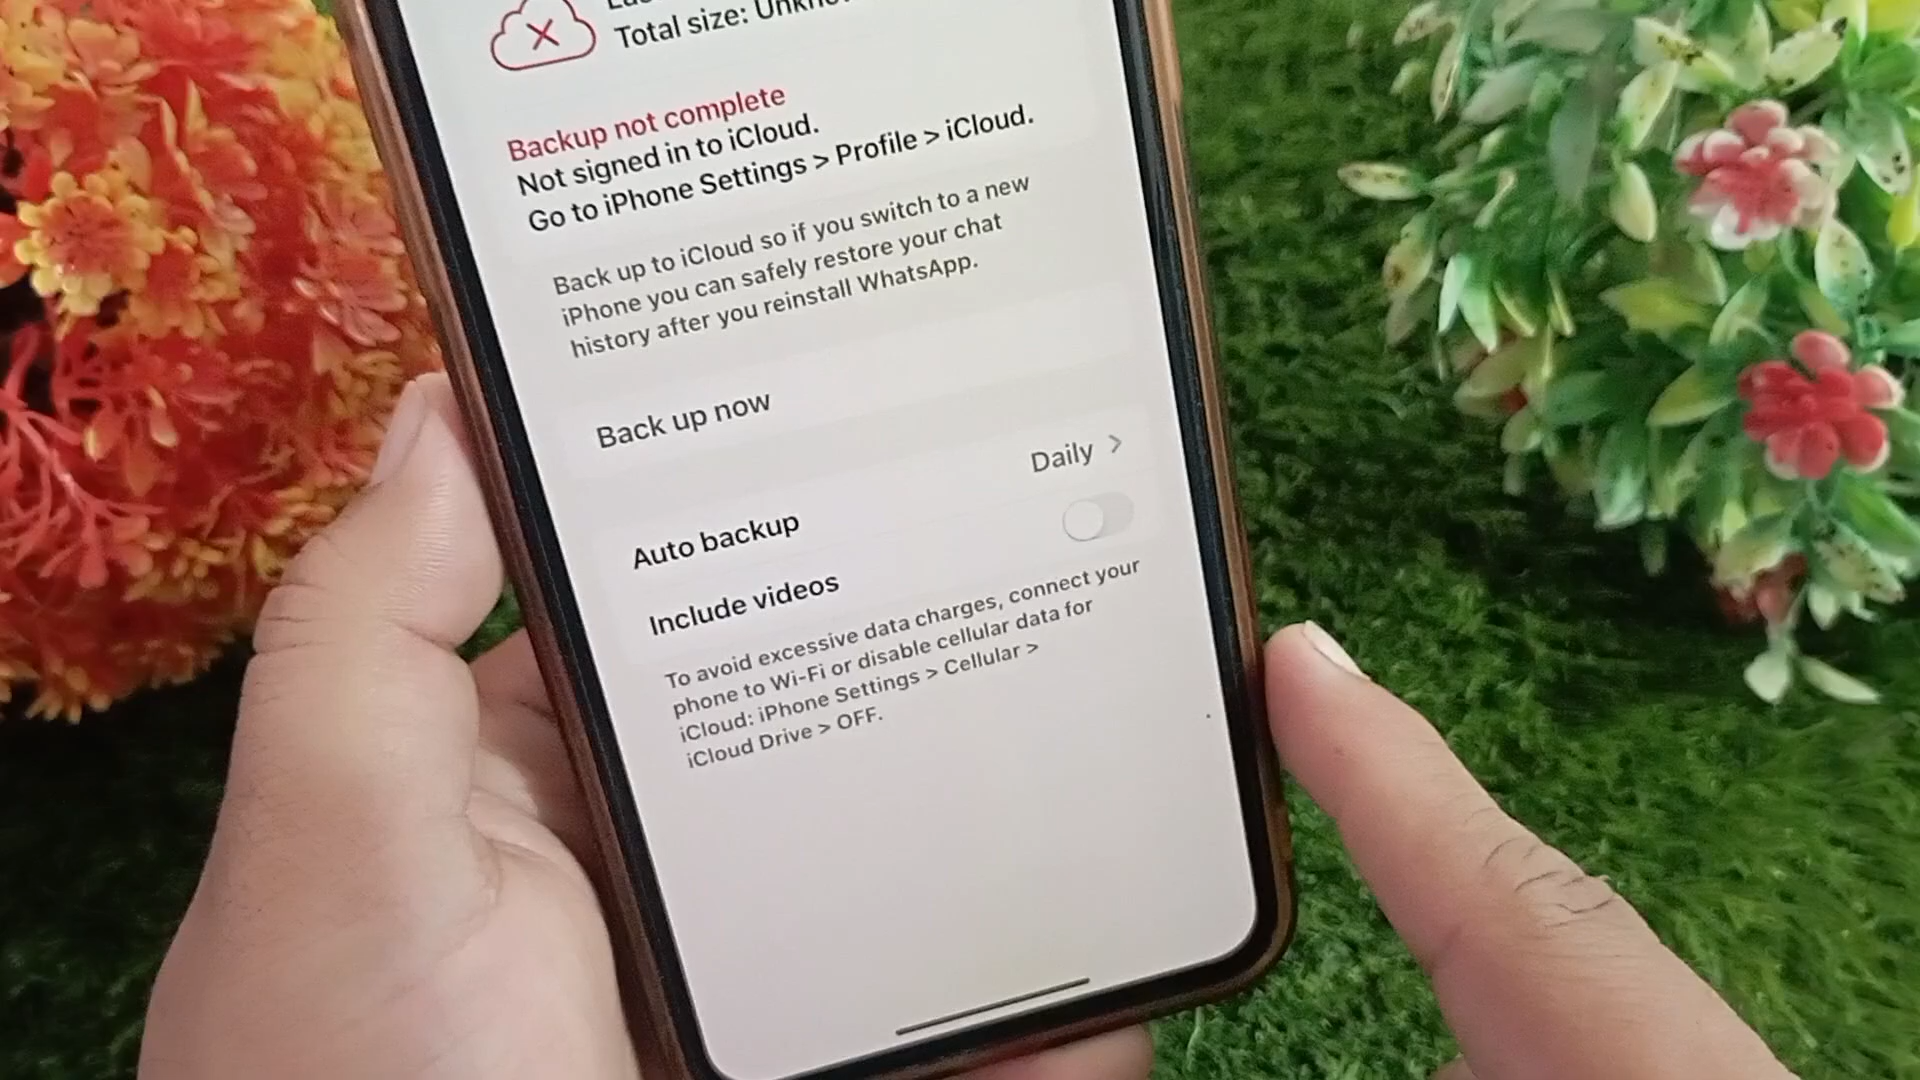 Total size:
Backup not complete
Not signed in to iCloud.
Go to iPhone Settings > Profile > iCloud.
Back up to iCloud so if you switch to a new
iPhone you can safely restore your chat
history after you reinstall WhatsApp.
Back up now
Auto backup Daily >
Include videos
To avoid excessive data charges, connect your
phone to Wi-Fi or disable cellular data for
iCloud: iPhone Settings > Cellular >
iCloud Drive > OFF.